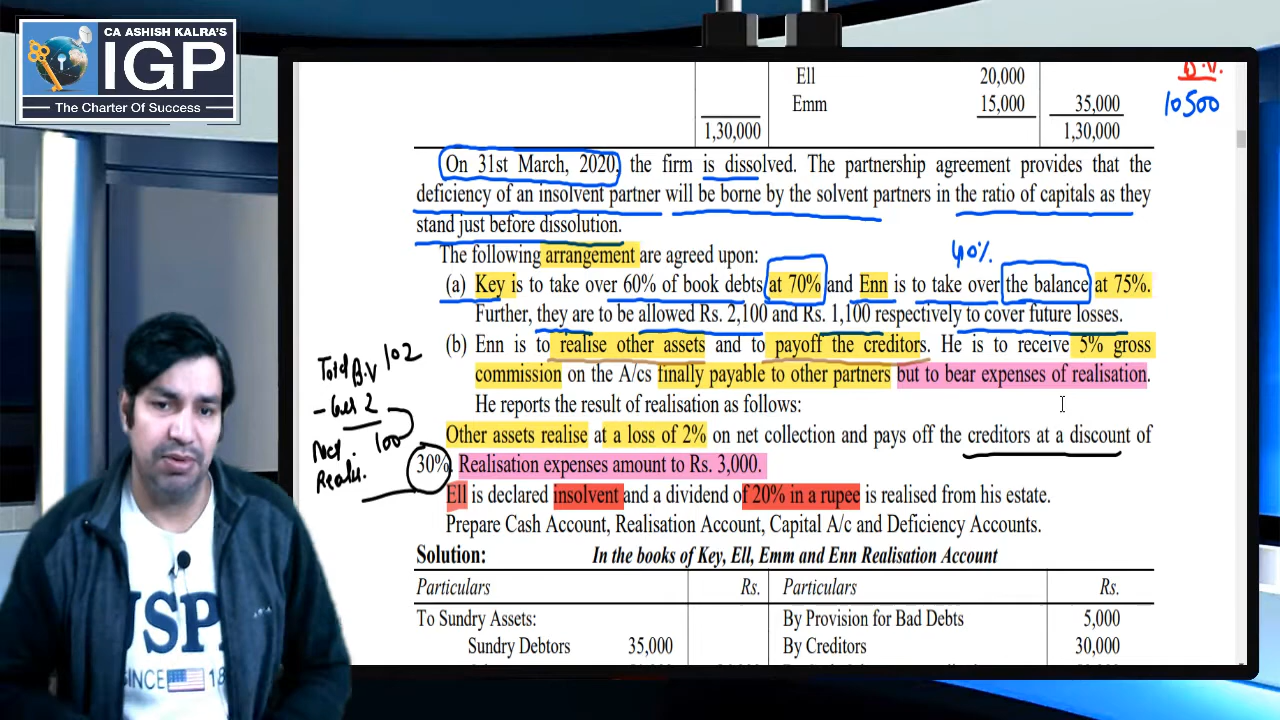 CA ASHISH KALRA'S
IGP
The Charter Of Success
Ell 20,000
10500
Emm 15,000 35,000
1,30,000 1,30,000
On 31st March, 2020, the firm is dissolved. The partnership agreement provides that the
deficiency of an insolvent partner will be borne by the solvent partners in the ratio of capitals as they
stand just before dissolution.
The following arrangement are agreed upon:
40%
(a) Key is to take over 60% of book debts at 70% and Enn is to take over the balance at 75%.
Further, they are to be allowed Rs. 2,100 and Rs. 1,100 respectively to cover future losses.
(b) Enn is to realise other assets and to payoff the creditors. He is to receive 5% gross
commission on the A/cs finally payable to other partners but to bear expenses of realisation.
He reports the result of realisation as follows:
Total B.V 102
2
Net 100
Other assets realise at a loss of 2% on net collection and pays off the creditors at a discount of
30%. Realisation expenses amount to Rs. 3,000.
Ell is declared insolvent and a dividend of 20% in a rupee is realised from his estate.
Prepare Cash Account, Realisation Account, Capital A/c and Deficiency Accounts.
Solution: In the books of Key, Ell, Emm and Enn Realisation Account
Particulars Rs. Particulars Rs.
To Sundry Assets: By Provision for Bad Debts 5,000
Sundry Debtors 35,000 By Creditors 30,000
USP
SINCE 18